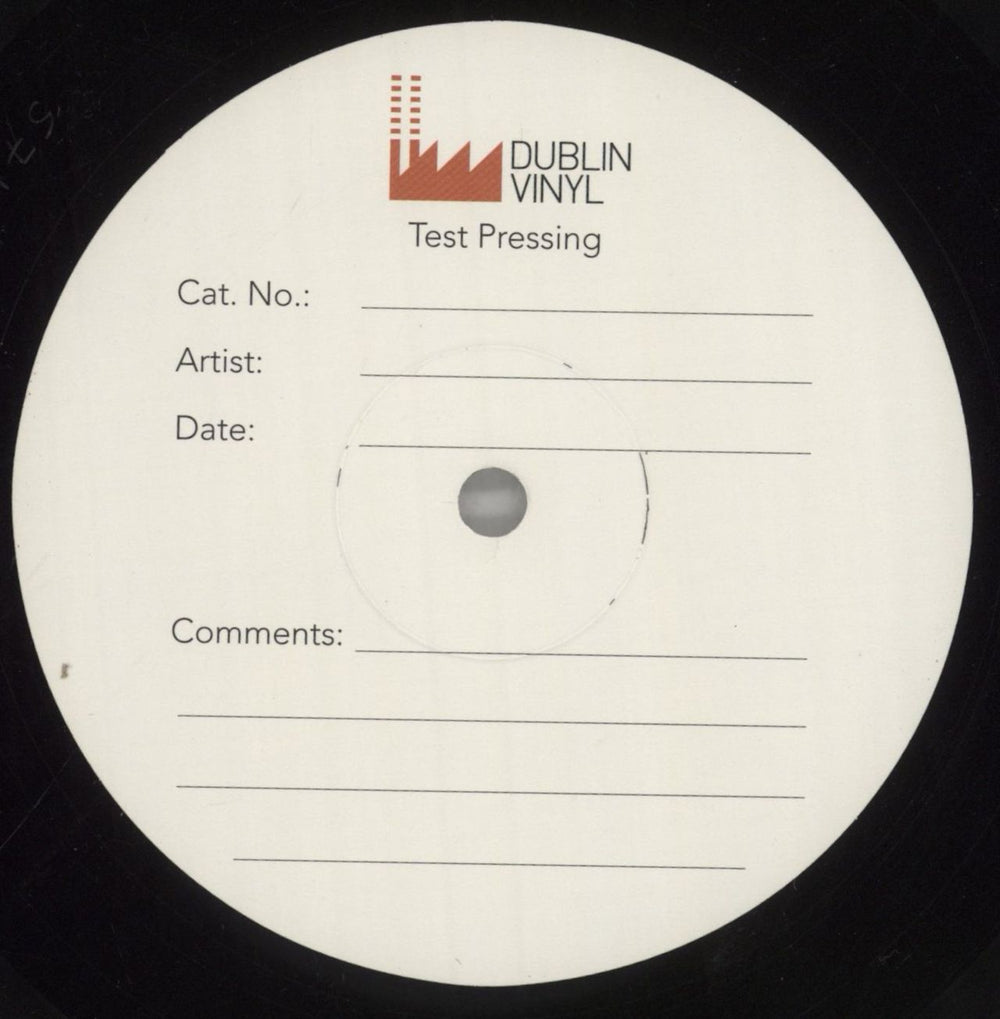 DUBLIN
VINYL
Test Pressing
Cat. No.:
Artist:
Date:
Comments: